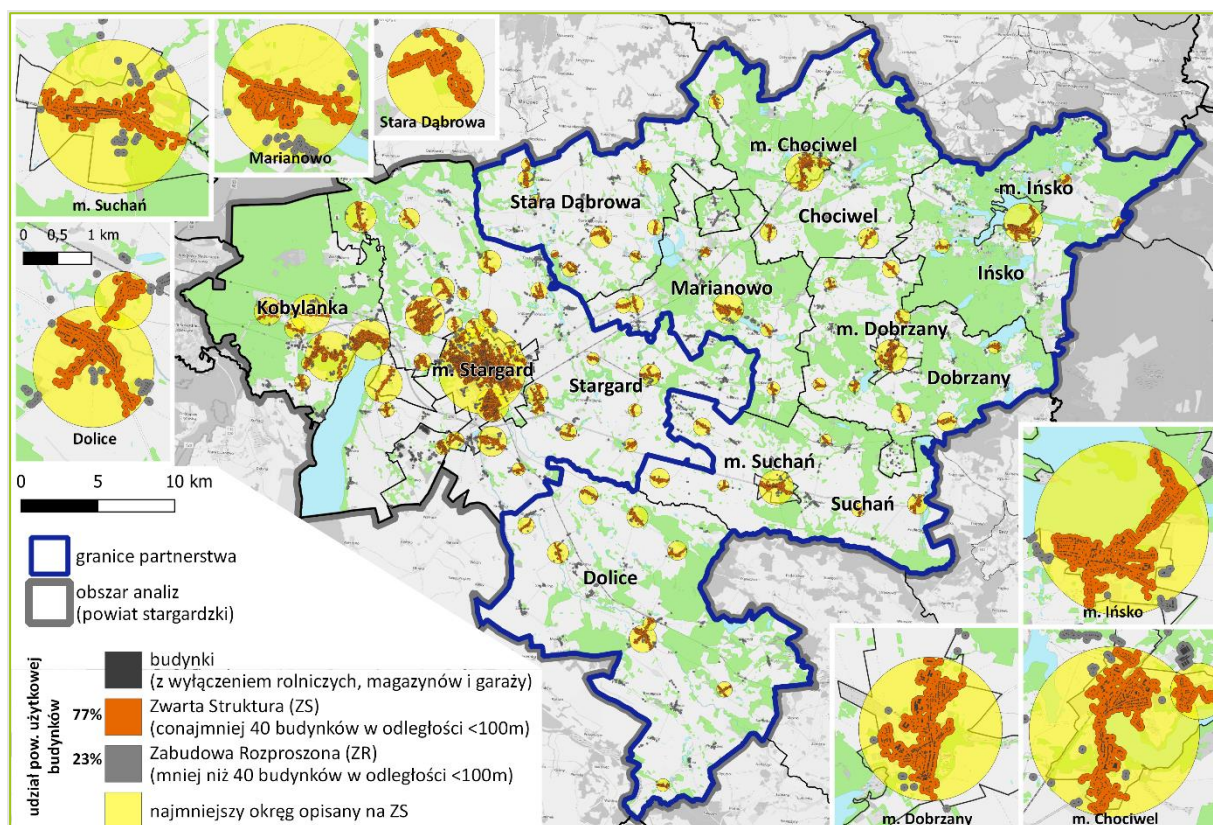 m. Suchań
Marianowo
Stara Dąbrowa
0 0,5 1 km
Dolice
0 5 10 km
m. Chociwel
m. Ińsko
Stara Dąbrowa
Chociwel
Ińsko
Marianowo
Kobylanka
m. Dobrzany
m. Stargard
Stargard
Dobrzany
m. Suchań
Suchań
Dolice
m. Ińsko
m. Dobrzany
m. Chociwel
granice partnerstwa
obszar analiz
(powiat stargardzki)
udział pow. użytkowej
budynków
budynki
(z wyłączeniem rolniczych, magazynów i garaży)
77% Zwarta Struktura (ZS)
(conajmniej 40 budynków w odległości <100m)
23% Zabudowa Rozproszona (ZR)
(mniej niż 40 budynków w odległości <100m)
najmniejszy okręg opisany na ZS